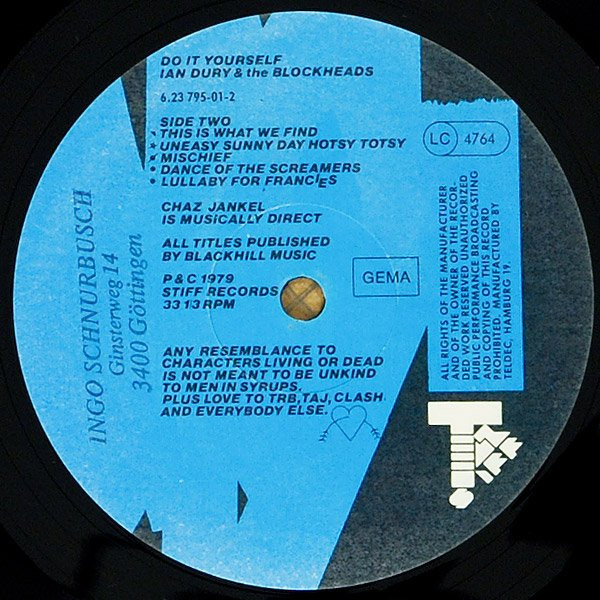 DO IT YOURSELF
IAN DURY & the BLOCKHEADS
6.23 795-01-2
SIDE TWO
THIS IS WHAT WE FIND
UNEASY SUNNY DAY HOTSY TOTSY
MISCHIEF
DANCE OF THE SCREAMERS
LULLABY FOR FRANCIES
CHAZ JANKEL
IS MUSICALLY DIRECT
ALL TITLES PUBLISHED
BY BLACKHILL MUSIC
P & C 1979
STIFF RECORDS
33 1 3 RPM
ANY RESEMBLANCE TO
CHARACTERS LIVING OR DEAD
IS NOT MEANT TO BE UNKIND
TO MEN IN SYRUPS.
PLUS LOVE TO TRB, TAJ, CLASH
AND EVERYBODY ELSE.
GEMA
LC 4764
ALL RIGHTS OF THE MANUFACTURER
AND OF THE OWNER OF THE RECOR-
DED WORK RESERVED UNAUTHORIZED
PUBLIC PERFORMANCE BROADCASTING
AND COPYING OF THIS RECORD
PROHIBITED. MANUFACTURED BY
TELDEC, HAMBURG 19.
INGO SCHNURBUSCH
Ginsterweg 14
3400 Göttingen